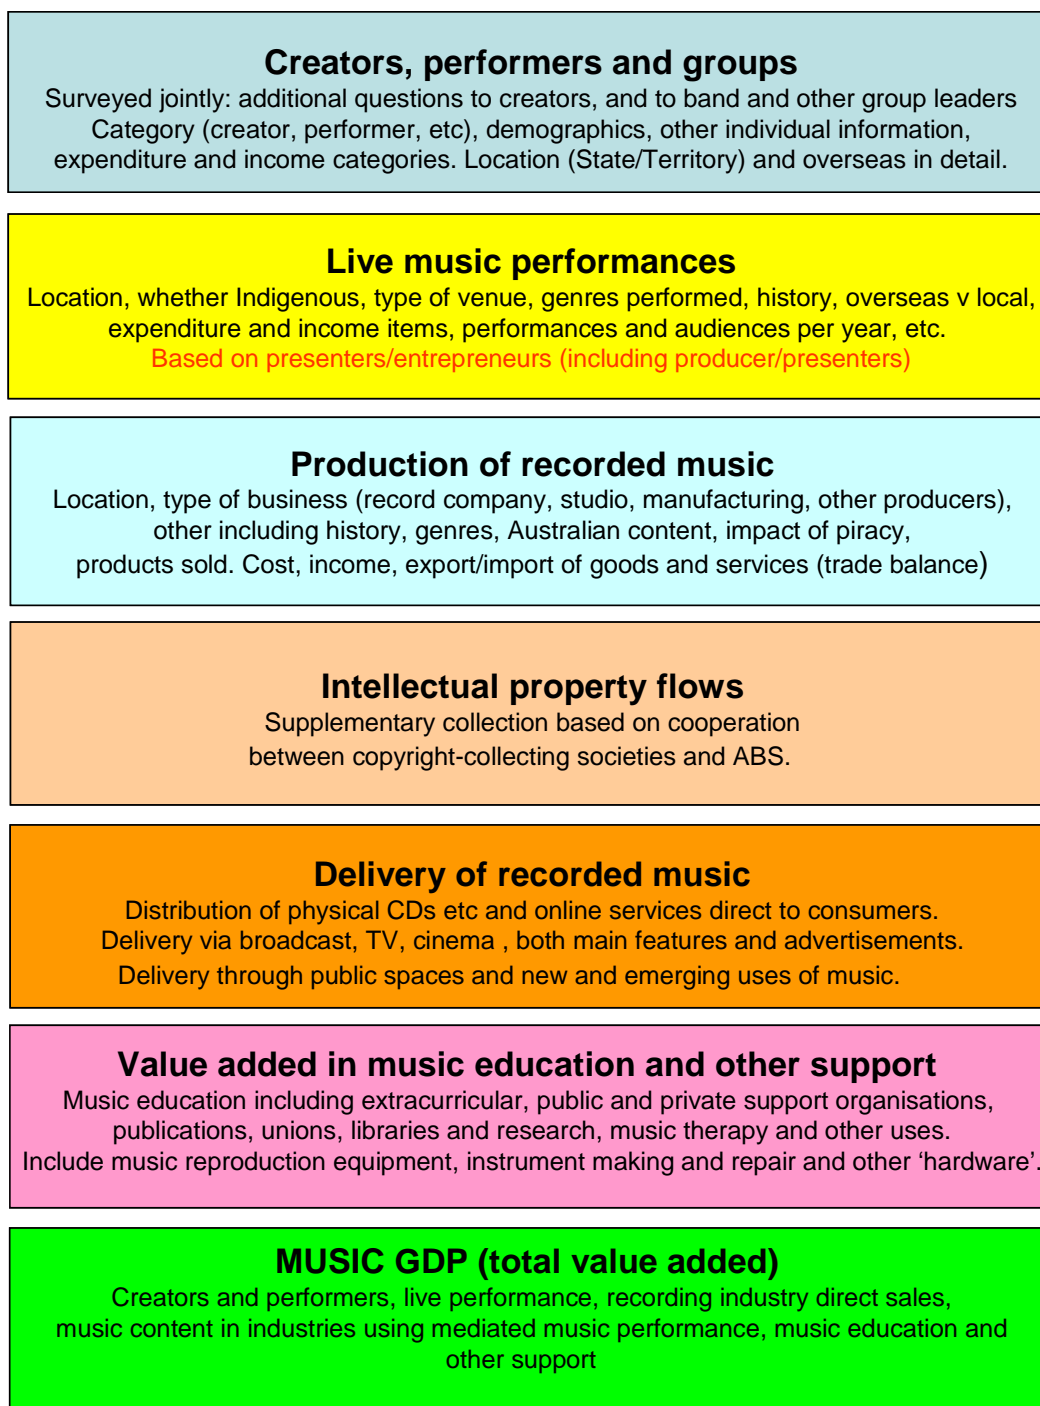 Creators, performers and groups
Surveyed jointly: additional questions to creators, and to band and other group leaders
Category (creator, performer, etc), demographics, other individual information,
expenditure and income categories. Location (State/Territory) and overseas in detail.
Live music performances
Location, whether Indigenous, type of venue, genres performed, history, overseas v local,
expenditure and income items, performances and audiences per year, etc.
Based on presenters/entrepreneurs (including producer/presenters)
Production of recorded music
Location, type of business (record company, studio, manufacturing, other producers),
other including history, genres, Australian content, impact of piracy,
products sold. Cost, income, export/import of goods and services (trade balance)
Intellectual property flows
Supplementary collection based on cooperation
between copyright-collecting societies and ABS.
Delivery of recorded music
Distribution of physical CDs etc and online services direct to consumers.
Delivery via broadcast, TV, cinema , both main features and advertisements.
Delivery through public spaces and new and emerging uses of music.
Value added in music education and other support
Music education including extracurricular, public and private support organisations,
publications, unions, libraries and research, music therapy and other uses.
Include music reproduction equipment, instrument making and repair and other ‘hardware’.
MUSIC GDP (total value added)
Creators and performers, live performance, recording industry direct sales,
music content in industries using mediated music performance, music education and
other support